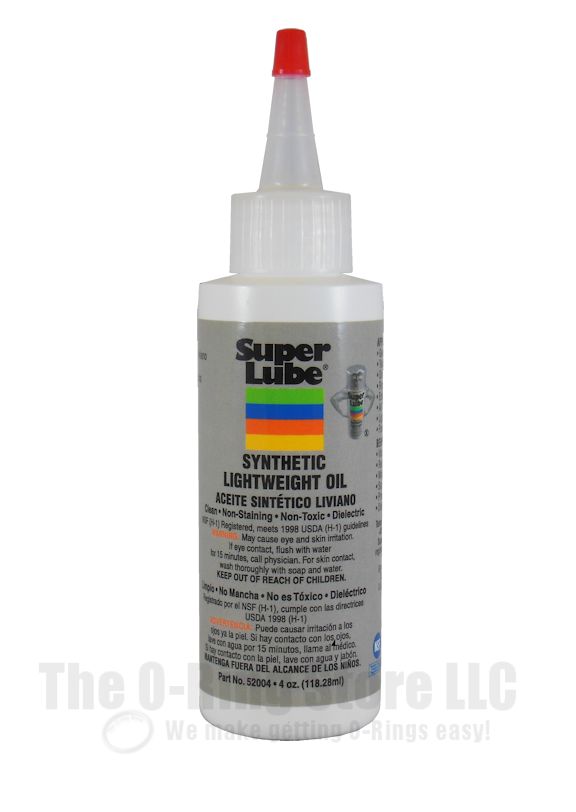 Super
Lube®
SYNTHETIC
LIGHTWEIGHT OIL
ACEITE SINTÉTICO LIVIANO
Clean • Non-Staining • Non-Toxic • Dielectric
NSF (H-1) Registered, meets 1998 USDA (H-1) guidelines
WARNING: May cause eye and skin irritation.
If eye contact, flush with water
for 15 minutes, call physician. For skin contact,
wash thoroughly with soap and water.
KEEP OUT OF REACH OF CHILDREN.
Limpio • No Mancha • No es Tóxico • Dieléctrico
Registrado por el NSF (H-1), cumple con las directrices
USDA 1998 (H-1)
ADVERTENCIA: Puede causar irritación a los
ojos ya la piel. Si hay contacto con los ojos,
lave con agua por 15 minutos, llame al médico.
Si hay contacto con la piel, lave con agua y jabón.
MANTENGA FUERA DEL ALCANCE DE LOS NIÑOS.
Part No. 52004 • 4 oz. (118.28ml)
NSF
The O-Ring Store LLC
We make getting O-Rings easy!